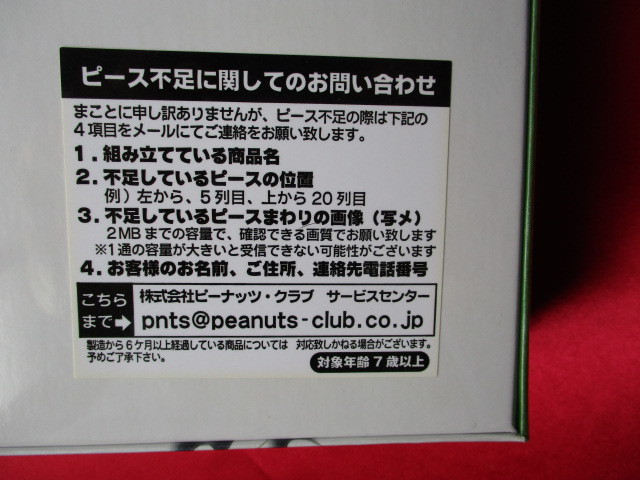 ピース不足に関してのお問い合わせ
まことに申し訳ありませんが、ピース不足の際は下記の
4項目をメールにてご連絡をお願い致します。
1.組み立てている商品名
2.不足しているピースの位置
例）左から、5列目、上から20列目
3.不足しているピースまわりの画像（写メ）
2MBまでの容量で、確認できる画質でお願い致します
※1通の容量が大きいと受信できない可能性がございます
4.お客様のお名前、ご住所、連絡先電話番号
こちら
まで➡
株式会社ピーナッツ・クラブ サービスセンター
pnts@peanuts-club.co.jp
製造から6ケ月以上経過している商品については 対応致しかねる場合がございます。
予めご了承下さい。
対象年齢7歳以上